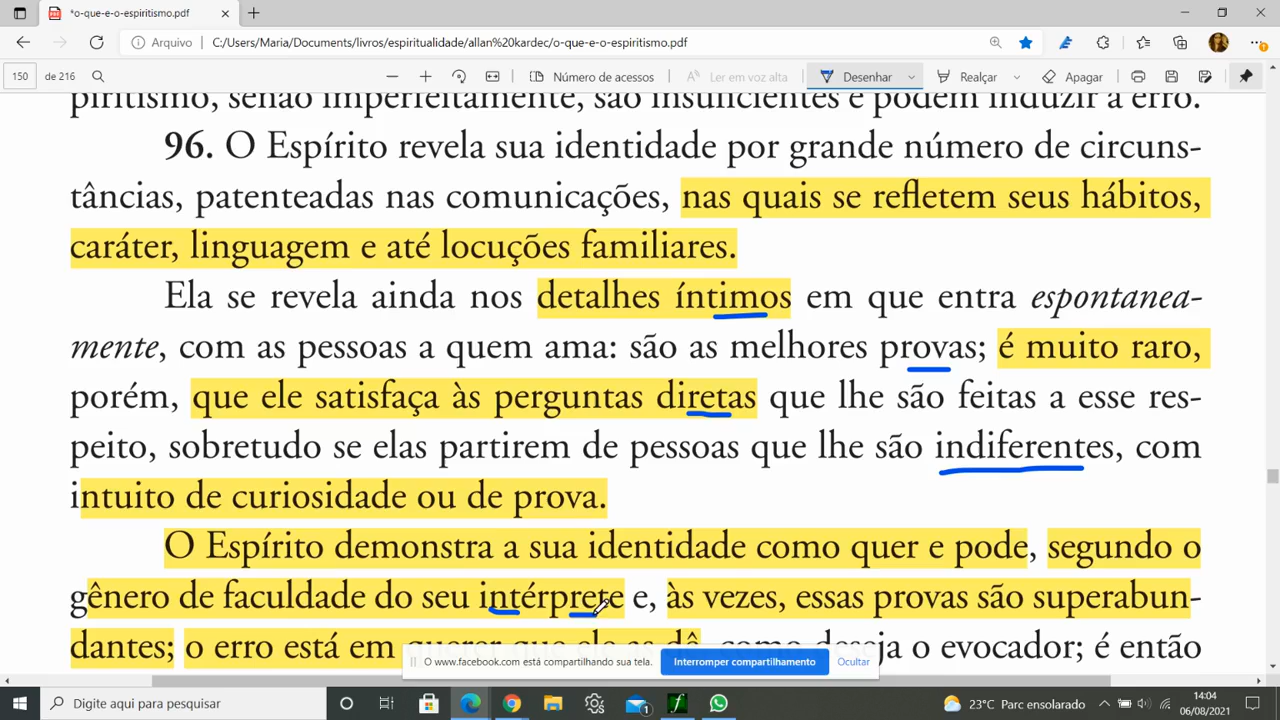 *o-que-e-o-espiritismo.pdf
Arquivo C:/Users/Maria/Documents/livros/espiritualidade/allan%20kardec/o-que-e-o-espiritismo.pdf
150 de 216 Número de acessos Ler em voz alta Desenhar Realçar Apagar
piritismo, senão imperfeitamente, são insuficientes e podem induzir a erro.
96. O Espírito revela sua identidade por grande número de circuns-
tâncias, patenteadas nas comunicações, nas quais se refletem seus hábitos,
caráter, linguagem e até locuções familiares.
Ela se revela ainda nos detalhes íntimos em que entra espontanea-
mente, com as pessoas a quem ama: são as melhores provas; é muito raro,
porém, que ele satisfaça às perguntas diretas que lhe são feitas a esse res-
peito, sobretudo se elas partirem de pessoas que lhe são indiferentes, com
intuito de curiosidade ou de prova.
O Espírito demonstra a sua identidade como quer e pode, segundo o
gênero de faculdade do seu intérprete e, às vezes, essas provas são superabun-
dantes; o erro está em querer que ele as dê, como deseja o evocador; é então
O www.facebook.com está compartilhando sua tela. Interromper compartilhamento Ocultar
Digite aqui para pesquisar
1
23°C Parc ensolarado
14:04
06/08/2021